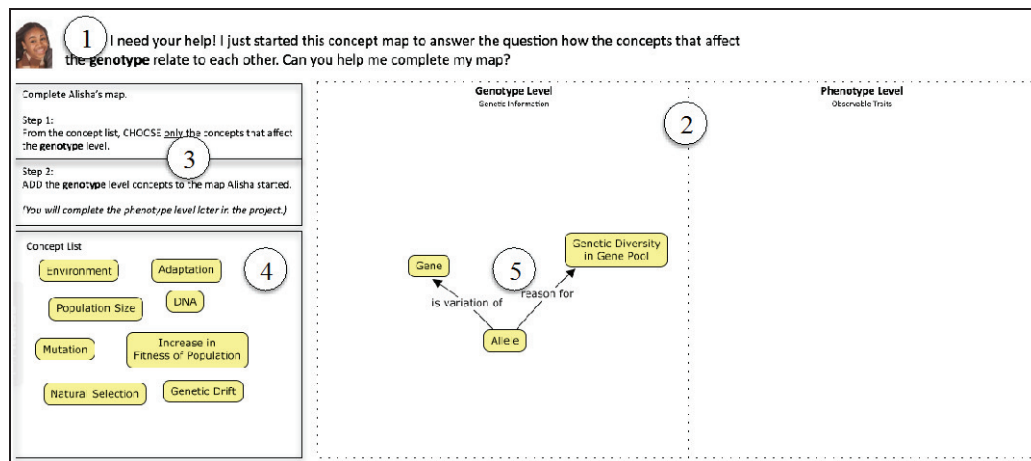 1 I need your help! I just started this concept map to answer the question how the concepts that affect
the genotype relate to each other. Can you help me complete my map?
Complete Alisha's map.
Step 1:
From the concept list, CHOOSE only the concepts that affect
the genotype level.
3
Step 2:
ADD the genotype level concepts to the map Alisha started.
(You will complete the phenotype level later in the project.)
Concept List
4
Environment
Adaptation
Population Size
DNA
Mutation
Increase in
Fitness of Population
Natural Selection
Genetic Drift
Genotype Level
Genetic Information
2
Phenotype Level
Observable Traits
Gene
5
Genetic Diversity
in Gene Pool
is variation of
reason for
Allele